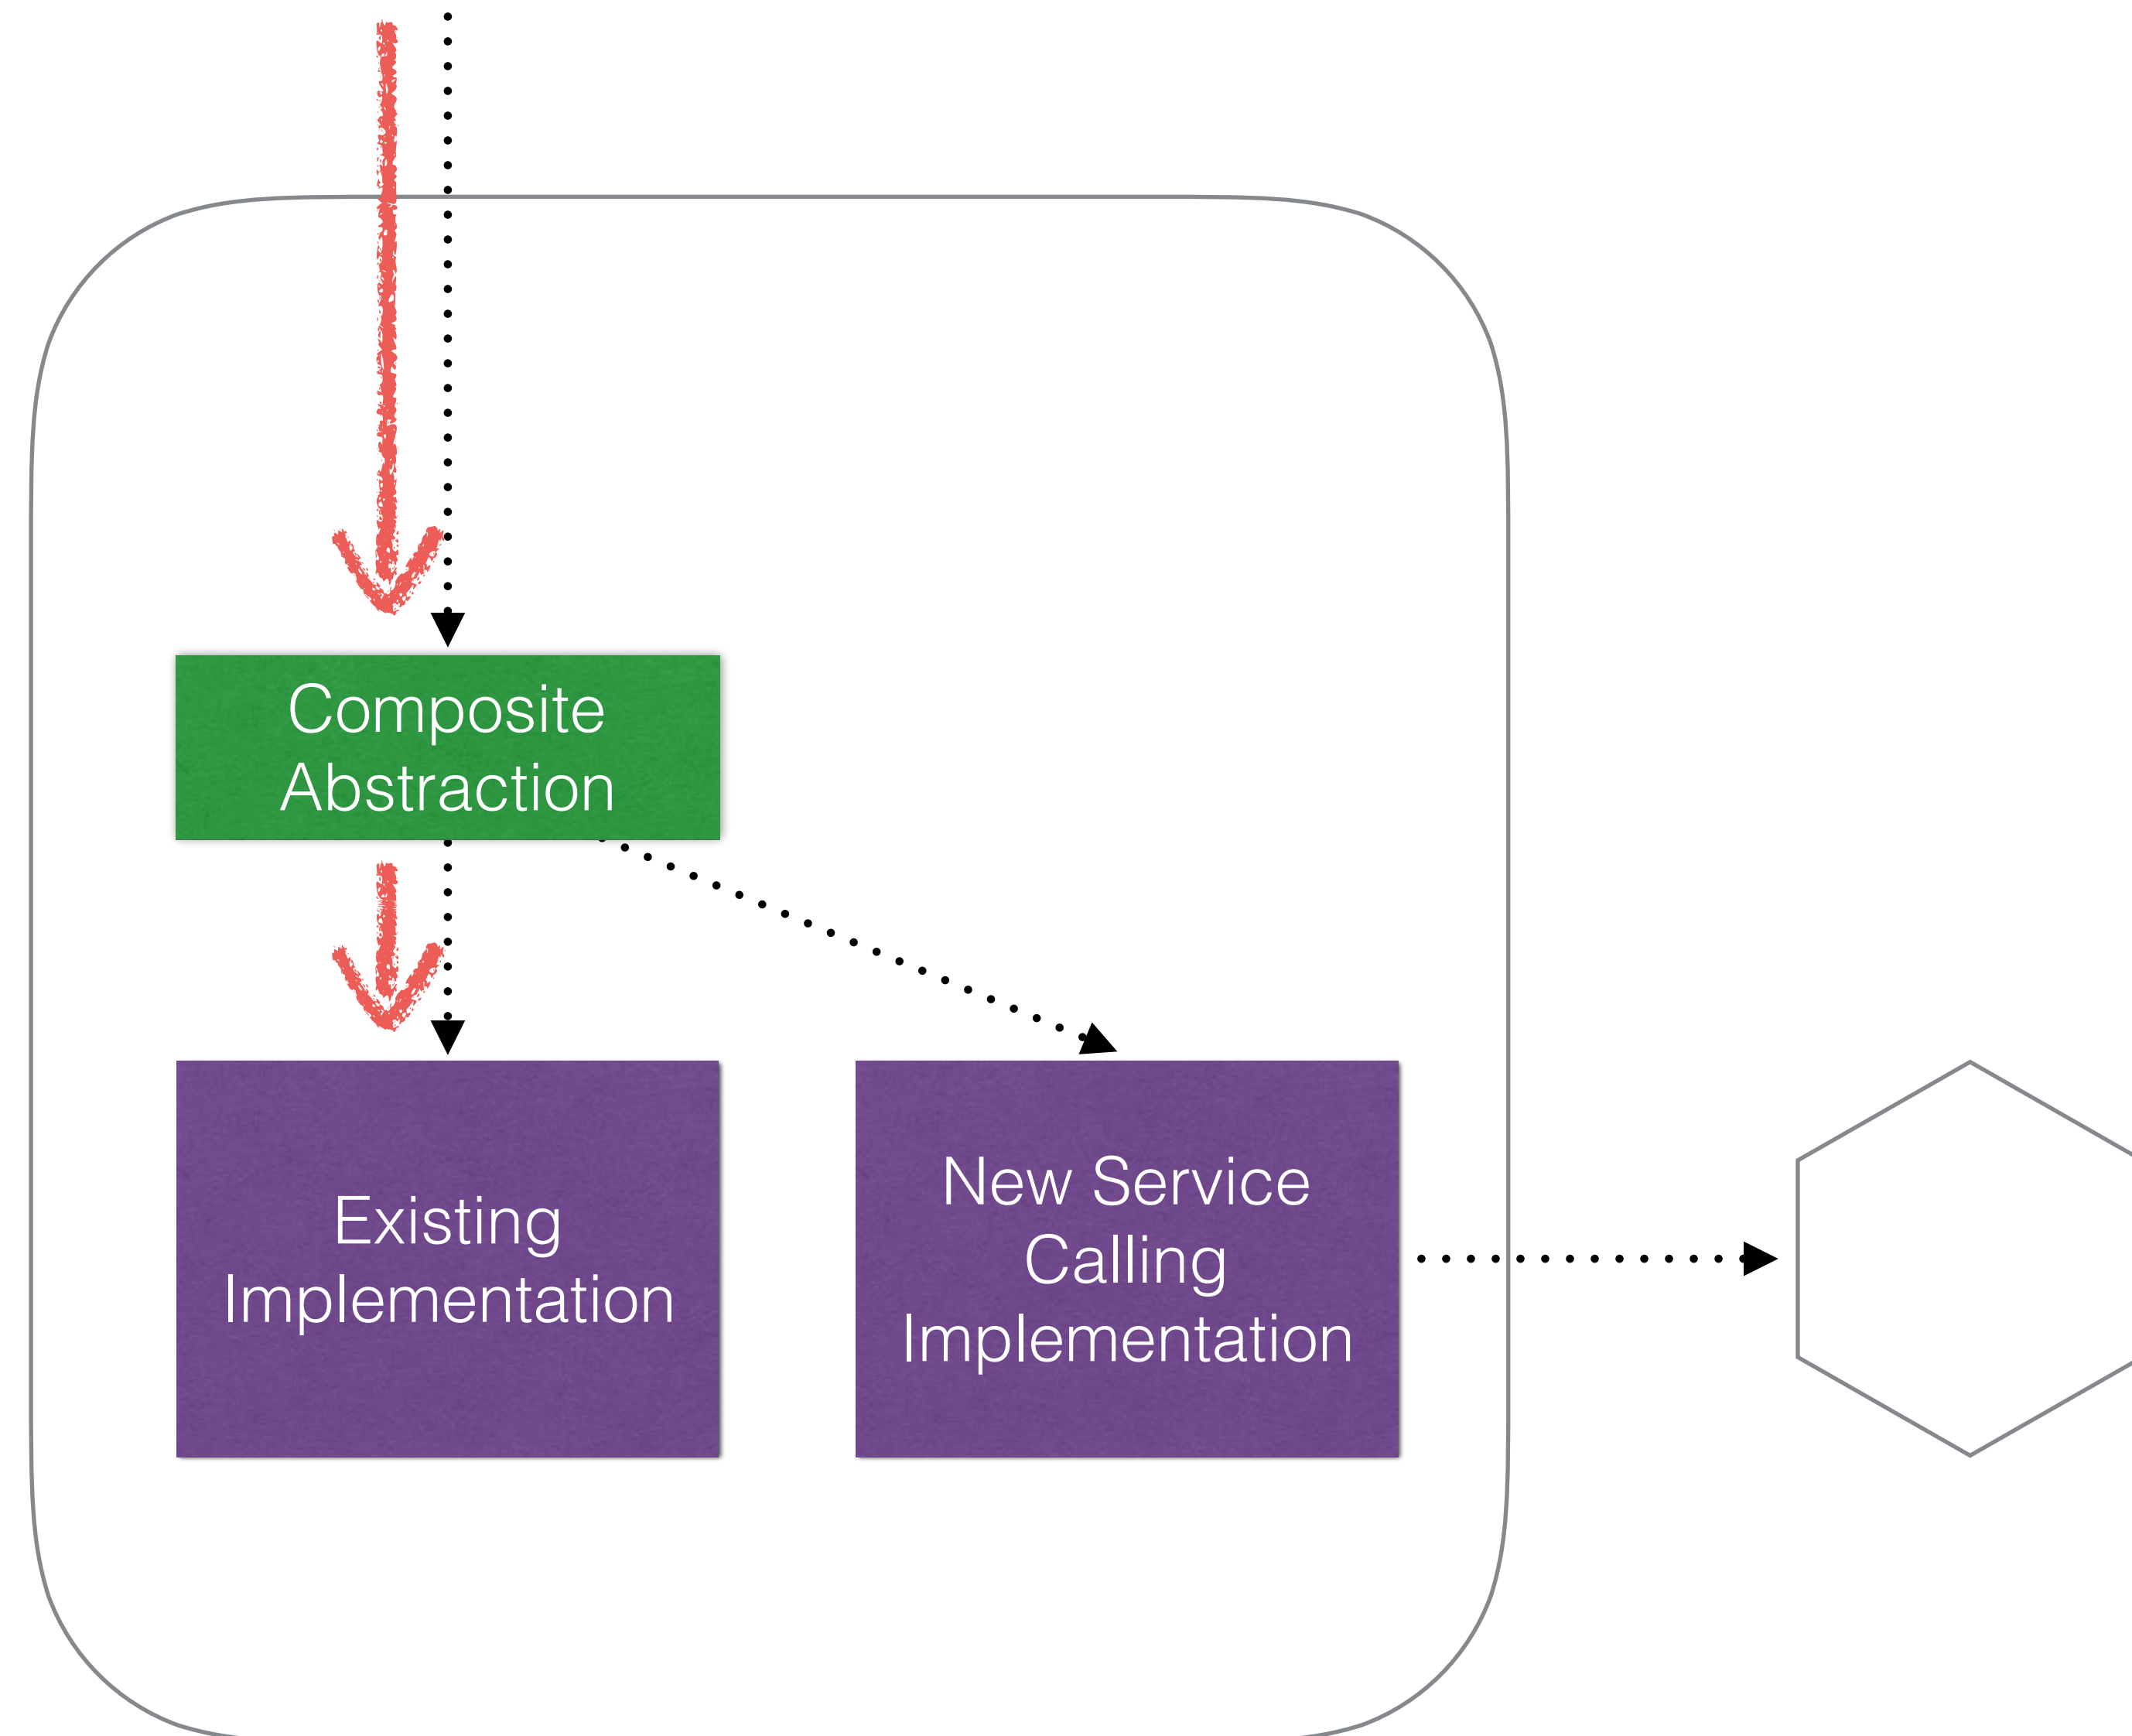 Composite
Abstraction
Existing
Implementation
New Service
Calling
Implementation